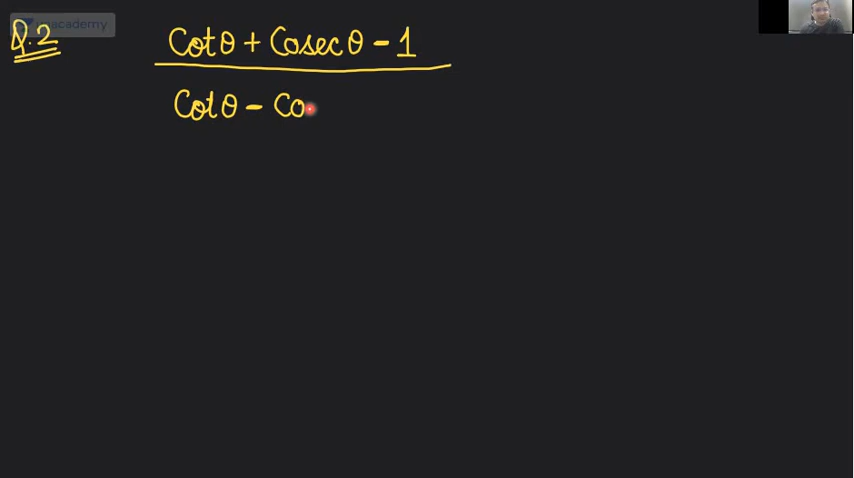 Q.2
Cotθ + Cosecθ - 1
Cotθ - Co